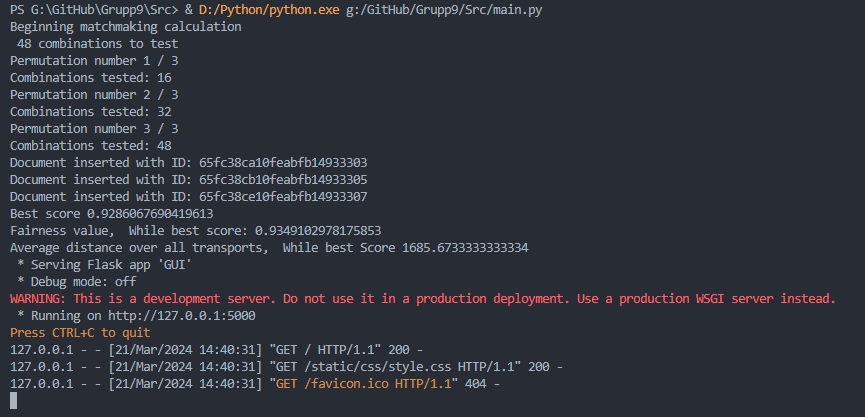 PS G:\GitHub\Grupp9\Src> & D:/Python/python.exe g:/GitHub/Grupp9/Src/main.py
Beginning matchmaking calculation
 48 combinations to test
Permutation number 1 / 3
Combinations tested: 16
Permutation number 2 / 3
Combinations tested: 32
Permutation number 3 / 3
Combinations tested: 48
Document inserted with ID: 65fc38ca10feabfb14933303
Document inserted with ID: 65fc38cb10feabfb14933305
Document inserted with ID: 65fc38ce10feabfb14933307
Best score 0.9286067690419613
Fairness value,  While best score: 0.9349102978175853
Average distance over all transports,  While best Score 1685.6733333333334
 * Serving Flask app 'GUI'
 * Debug mode: off
WARNING: This is a development server. Do not use it in a production deployment. Use a production WSGI server instead.
 * Running on http://127.0.0.1:5000
Press CTRL+C to quit
127.0.0.1 - - [21/Mar/2024 14:40:31] "GET / HTTP/1.1" 200 -
127.0.0.1 - - [21/Mar/2024 14:40:31] "GET /static/css/style.css HTTP/1.1" 200 -
127.0.0.1 - - [21/Mar/2024 14:40:31] "GET /favicon.ico HTTP/1.1" 404 -